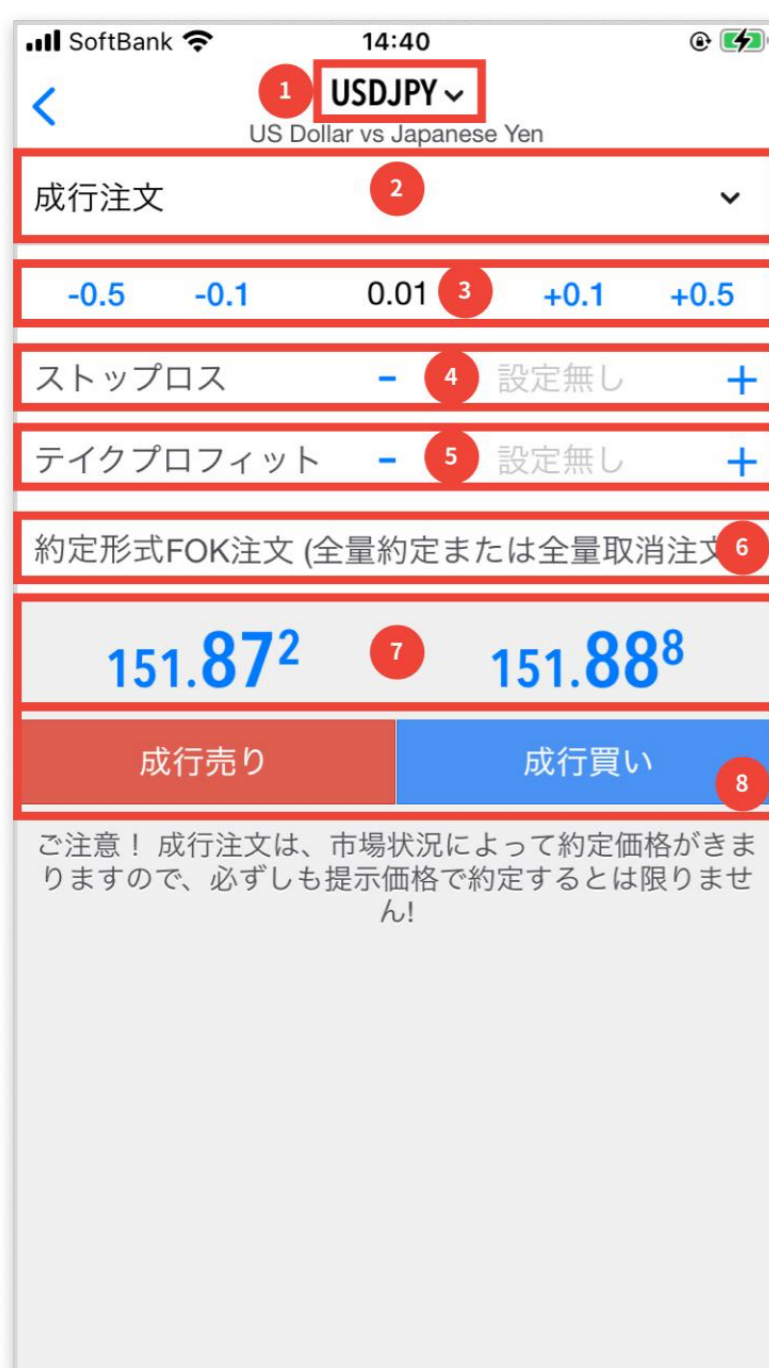 SoftBank 14:40
1 USDJPY
US Dollar vs Japanese Yen
成行注文 2
-0.5 -0.1 0.01 3 +0.1 +0.5
ストップロス - 4 設定無し +
テイクプロフィット - 5 設定無し +
約定形式FOK注文 (全量約定または全量取消注文 6
151.872 7 151.888
成行売り 成行買い 8
ご注意！ 成行注文は、市場状況によって約定価格がきま
りますので、必ずしも提示価格で約定するとは限りませ
ん!